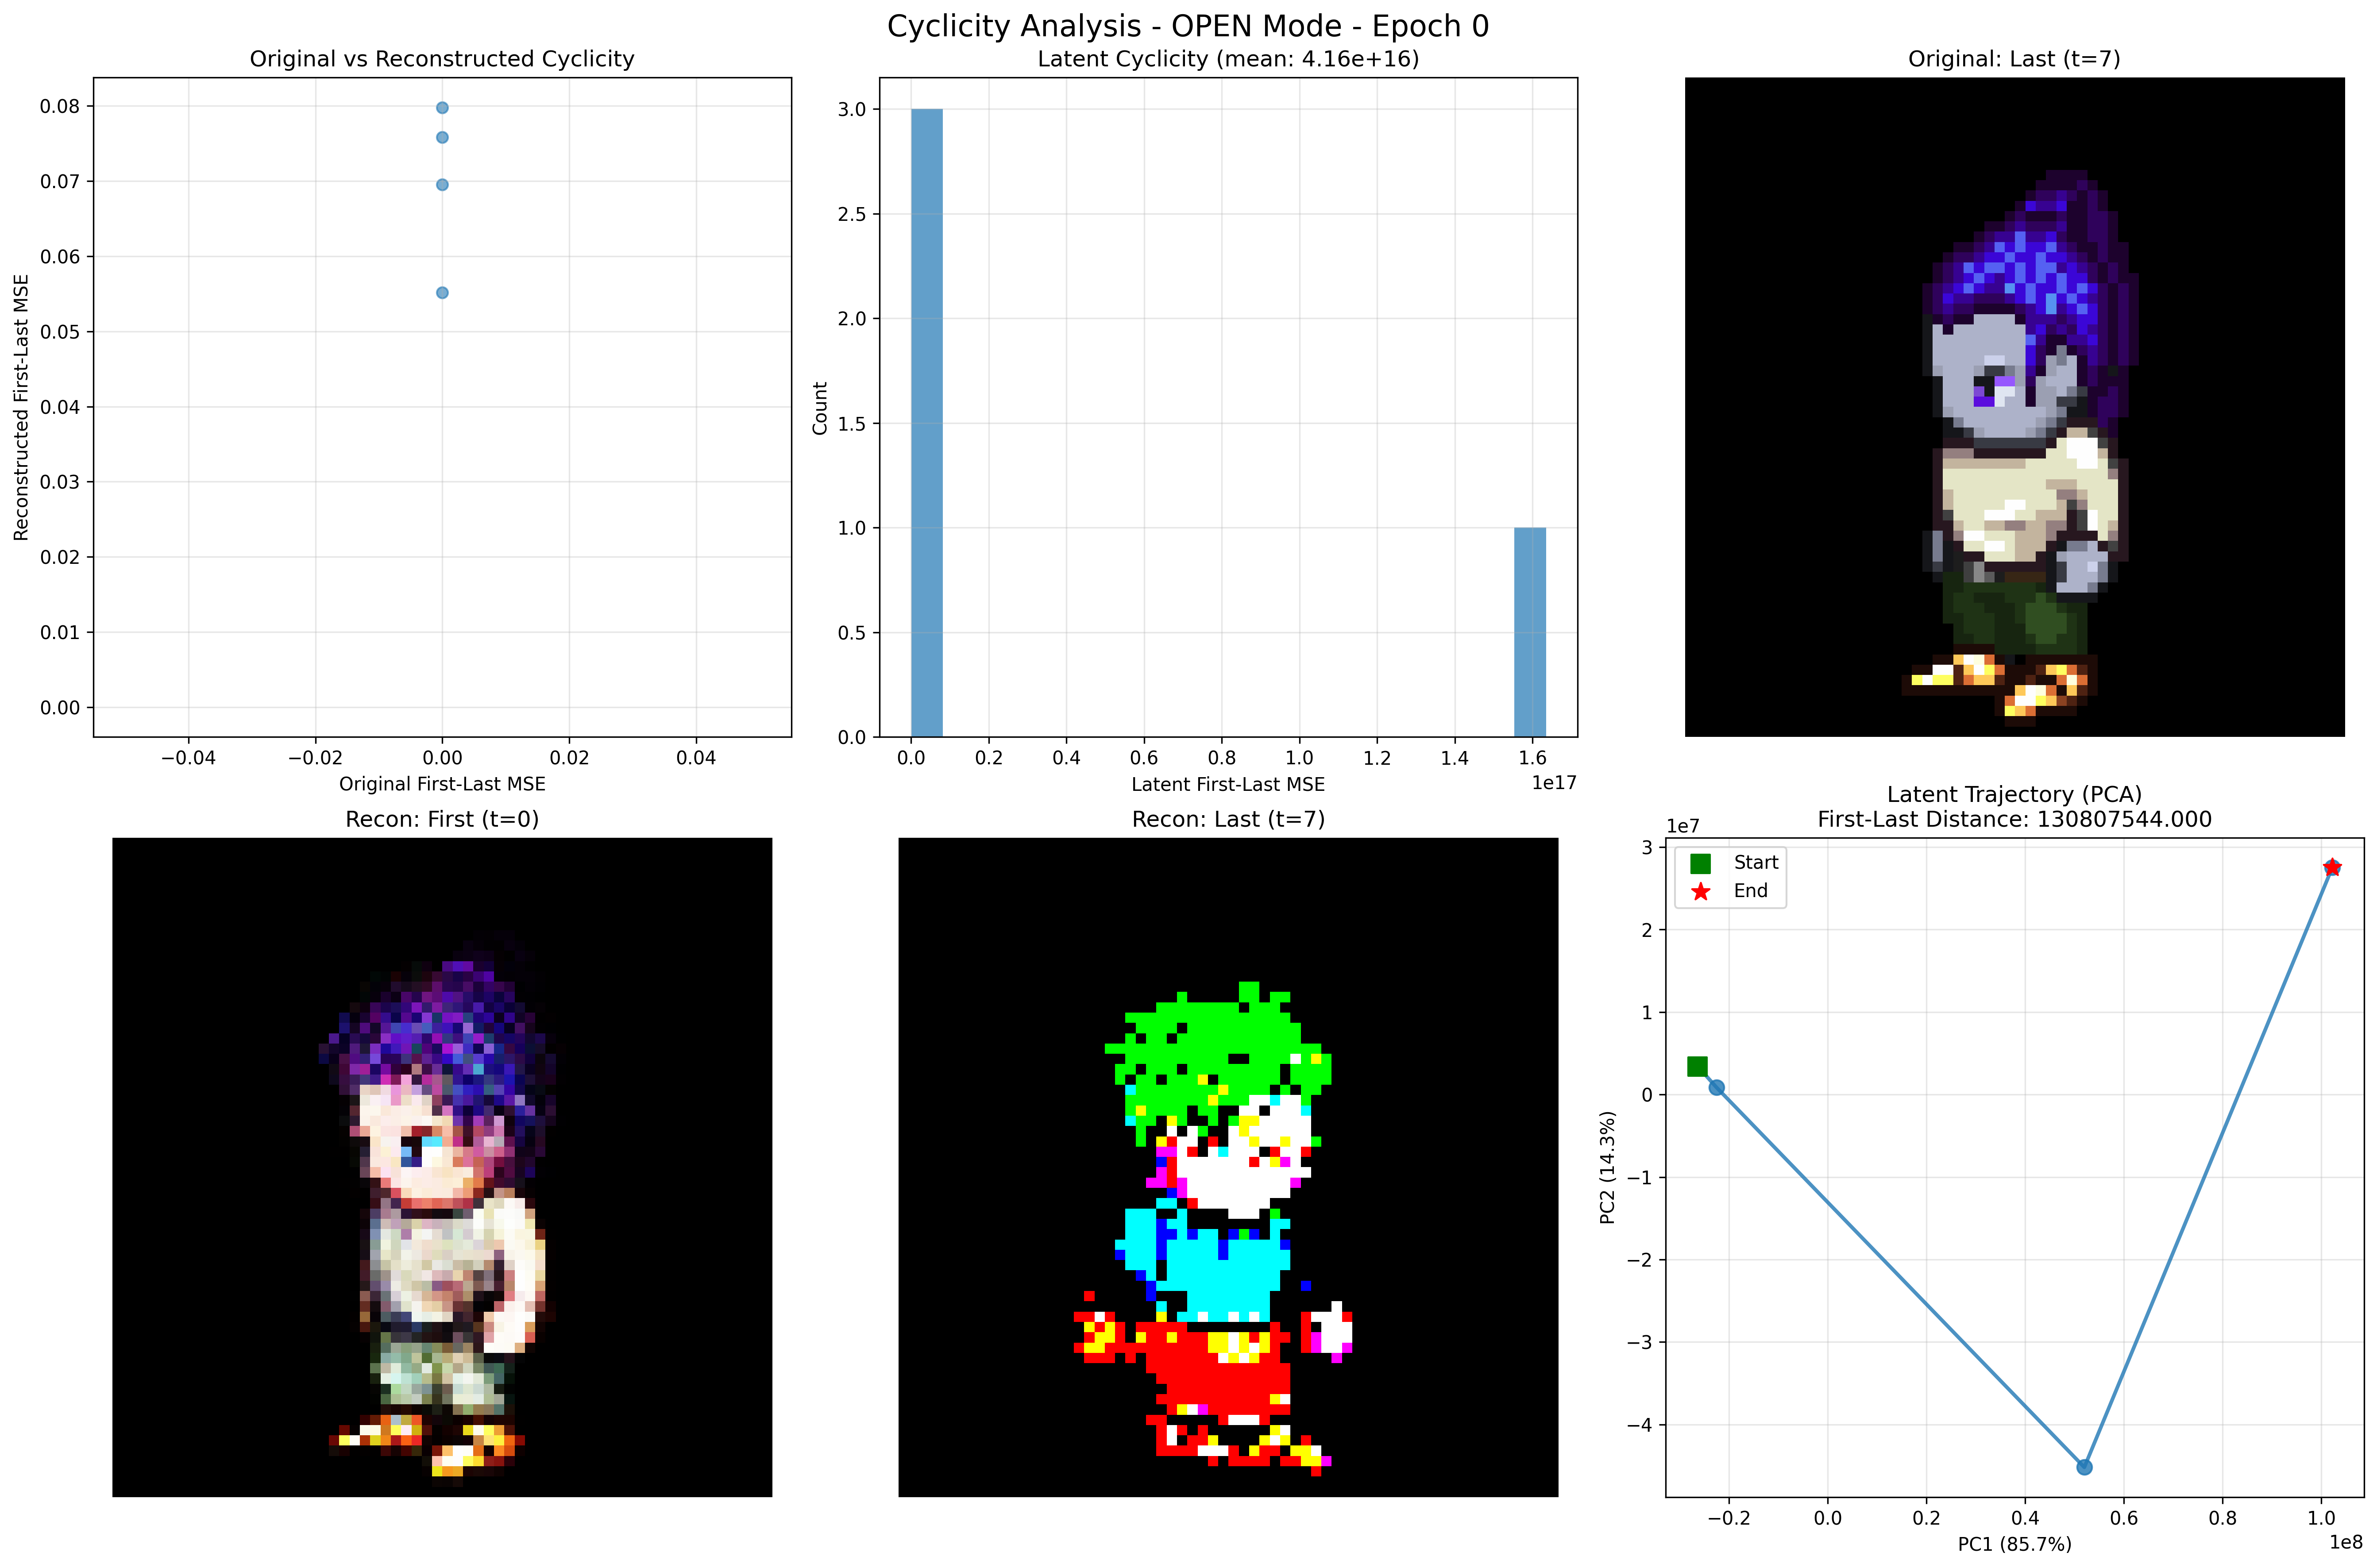 Cyclicity Analysis - OPEN Mode - Epoch 0
Original vs Reconstructed Cyclicity
Reconstructed First-Last MSE
0.08
0.07
0.06
0.05
0.04
0.03
0.02
0.01
0.00
−0.04 −0.02 0.00 0.02 0.04
Original First-Last MSE
Latent Cyclicity (mean: 4.16e+16)
Count
3.0
2.5
2.0
1.5
1.0
0.5
0.0
0.0 0.2 0.4 0.6 0.8 1.0 1.2 1.4 1.6
1e17
Latent First-Last MSE
Original: Last (t=7)
Recon: First (t=0)
Recon: Last (t=7)
Latent Trajectory (PCA)
First-Last Distance: 130807544.000
1e7
Start
End
PC2 (14.3%)
3
2
1
0
−1
−2
−3
−4
−0.2 0.0 0.2 0.4 0.6 0.8 1.0
1e8
PC1 (85.7%)